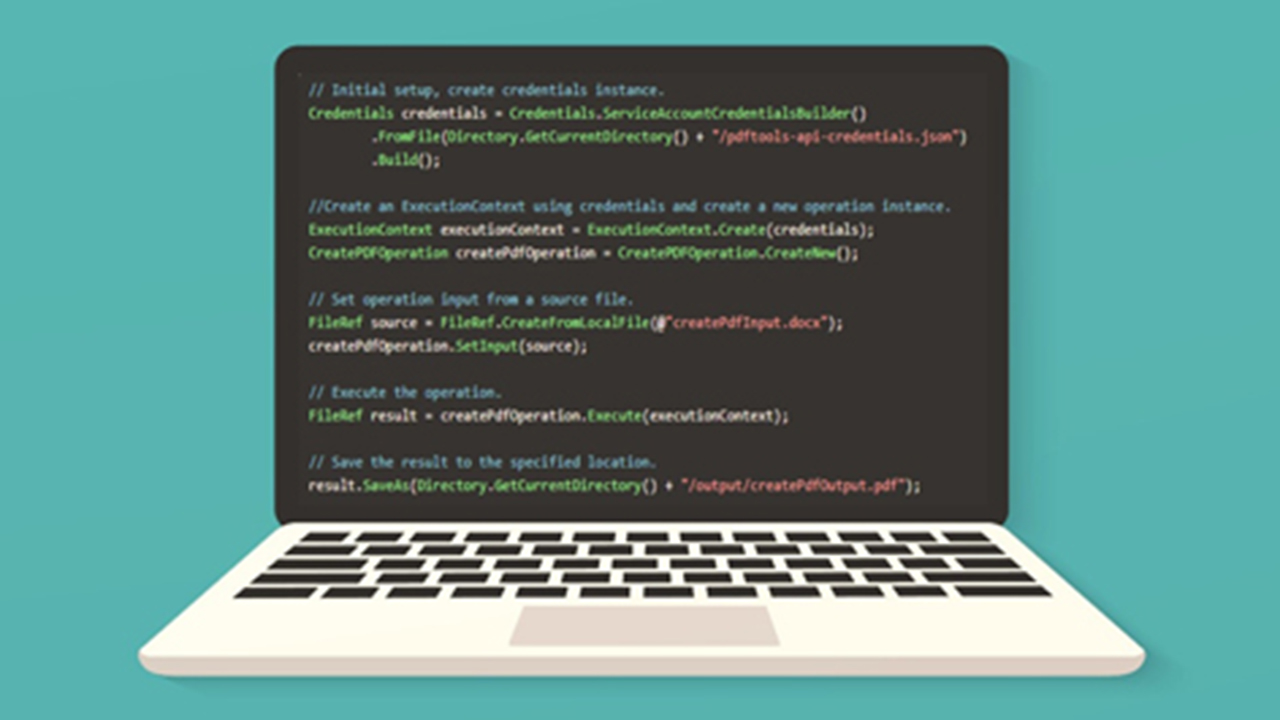 // Initial setup, create credentials instance.
Credentials credentials = Credentials.ServiceAccountCredentialsBuilder()
.FromFile(Directory.GetCurrentDirectory() + "/pdftools-api-credentials.json")
.Build();
//Create an ExecutionContext using credentials and create a new operation instance.
ExecutionContext executionContext = ExecutionContext.Create(credentials);
CreatePDFOperation createPdfOperation = CreatePDFOperation.CreateNew();
// Set operation input from a source file.
FileRef source = FileRef.CreateFromLocalFile(@"createPdfInput.docx");
createPdfOperation.SetInput(source);
// Execute the operation.
FileRef result = createPdfOperation.Execute(executionContext);
// Save the result to the specified location.
result.SaveAs(Directory.GetCurrentDirectory() + "/output/createPdfOutput.pdf");